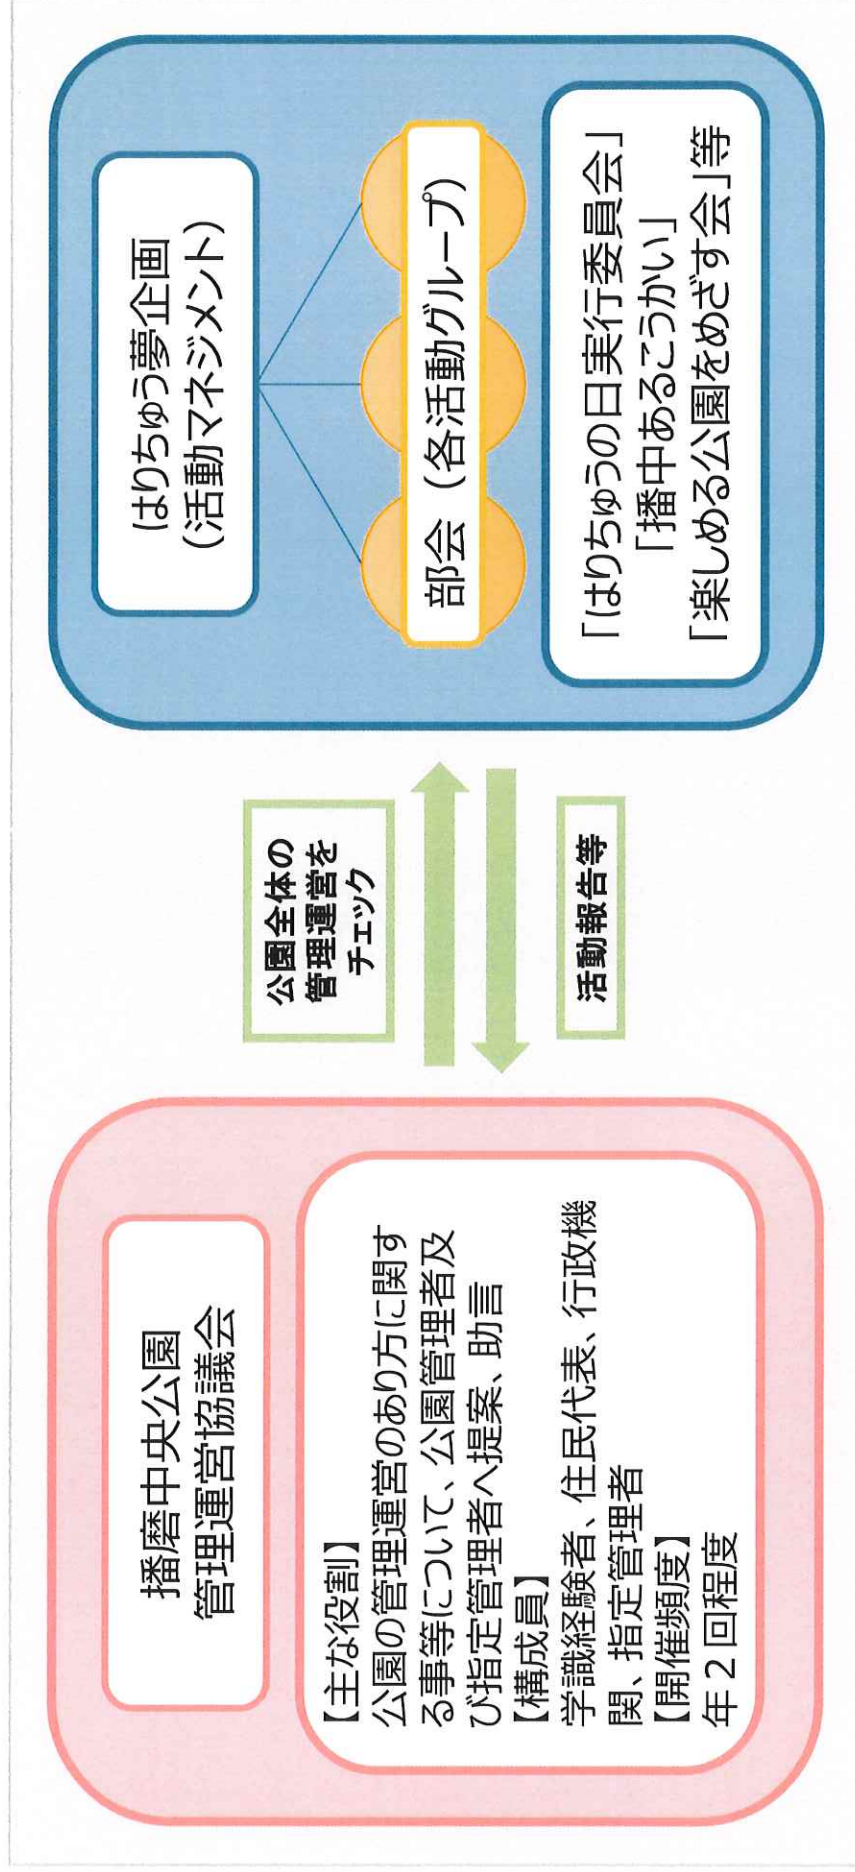 播磨中央公園
管理運営協議会
【主な役割】
公園の管理運営のあり方に関す
る事等について、公園管理者及
び指定管理者へ提案、助言
【構成員】
学識経験者、住民代表、行政機
関、指定管理者
【開催頻度】
年２回程度
公園全体の
管理運営を
チェック
活動報告等
はりちゅう夢企画
（活動マネジメント）
部会（各活動グループ）
「はりちゅうの日実行委員会」
「播中あるこうかい」
「楽しめる公園をめざす会」等